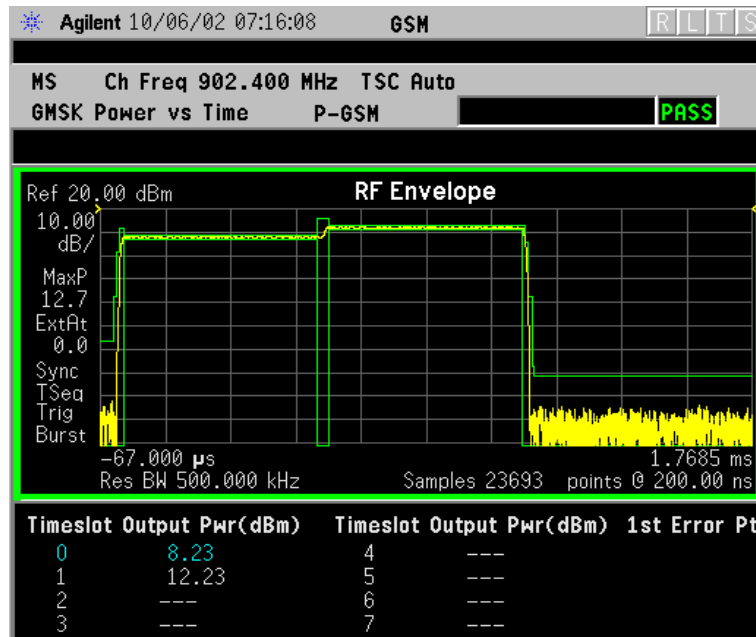 Agilent 10/06/02 07:16:08 GSM R L T S
MS Ch Freq 902.400 MHz TSC Auto
GMSK Power vs Time P-GSM PASS
Ref 20.00 dBm RF Envelope
10.00
dB/
MaxP
12.7
ExtAt
0.0
Sync
TSeq
Trig
Burst
-67.000 µs 1.7685 ms
Res BW 500.000 kHz Samples 23693 points @ 200.00 ns
Timeslot Output Pwr(dBm) Timeslot Output Pwr(dBm) 1st Error Pt
0 8.23 4 ---
1 12.23 5 ---
2 --- 6 ---
3 --- 7 ---